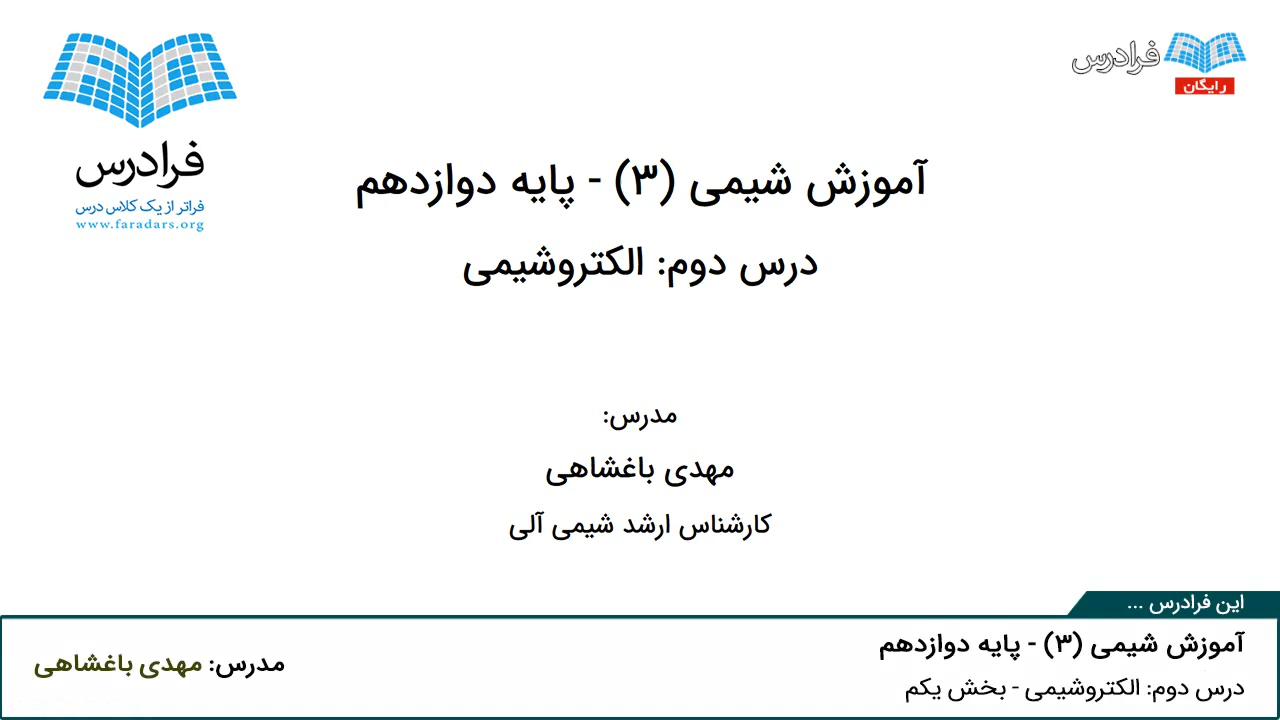 فرادرس
فراتر از یک کلاس درس
www.faradars.org
فرادرس
رایگان
آموزش شیمی (۳) - پایه دوازدهم
درس دوم: الکتروشیمی
مدرس:
مهدی باغشاهی
کارشناس ارشد شیمی آلی
این فرادرس ...
آموزش شیمی (۳) - پایه دوازدهم
درس دوم: الکتروشیمی - بخش یکم
مدرس: مهدی باغشاهی